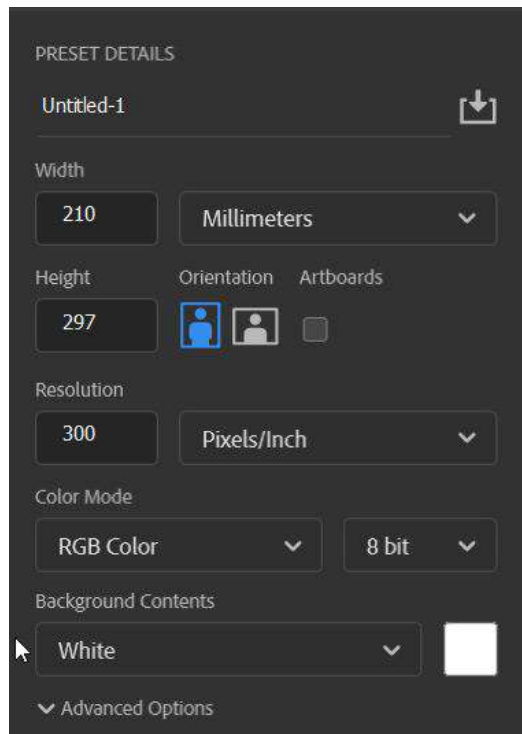 PRESET DETAILS
Untitled-1
Width
210 Millimeters
Height Orientation Artboards
297
Resolution
300 Pixels/Inch
Color Mode
RGB Color 8 bit
Background Contents
White
Advanced Options